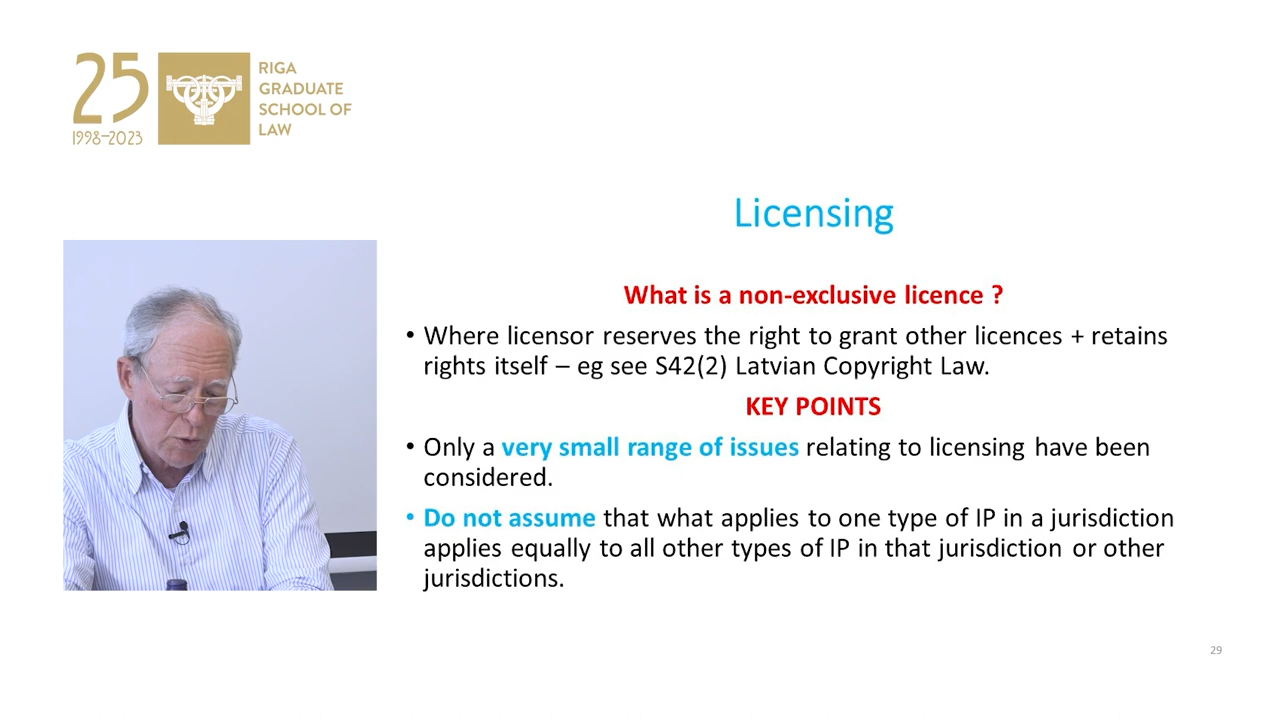 25
1998–2023
RIGA
GRADUATE
SCHOOL OF
LAW
Licensing
What is a non-exclusive licence ?
• Where licensor reserves the right to grant other licences + retains
rights itself – eg see S42(2) Latvian Copyright Law.
KEY POINTS
• Only a very small range of issues relating to licensing have been
considered.
• Do not assume that what applies to one type of IP in a jurisdiction
applies equally to all other types of IP in that jurisdiction or other
jurisdictions.
29